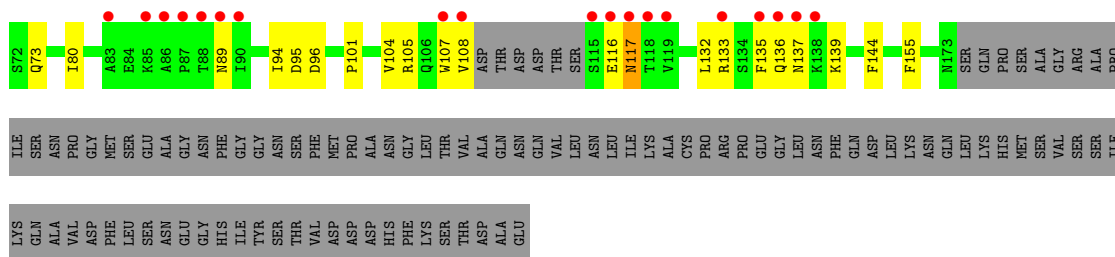 S72 Q73 I80 A83 E84 K85 A86 P87 T88 N89 I90 I94 D95 D96 P101 V104 R105 Q106 W107 V108 ASP THR ASP ASP THR SER S115 E116 N117 T118 V119 L132 R133 S134 F135 Q136 N137 K138 K139 F144 F155 N173 SER GLN PRO SER ALA GLY ARG ALA PRO
ILE SER ASN PRO GLY MET SER GLU ALA GLY ASN PHE GLY GLY ASN SER PHE MET PRO ALA ASN GLY LEU THR VAL ALA GLN ASN GLN VAL LEU ASN LEU ILE LYS ALA CYS PRO ARG PRO GLU GLY LEU ASN PHE GLN ASP LEU LYS ASN GLN LEU LYS HIS MET SER VAL SER SER ILE
LYS GLN ALA VAL ASP PHE LEU SER ASN GLU GLY HIS ILE TYR SER THR VAL ASP ASP ASP HIS PHE LYS SER THR ASP ALA GLU